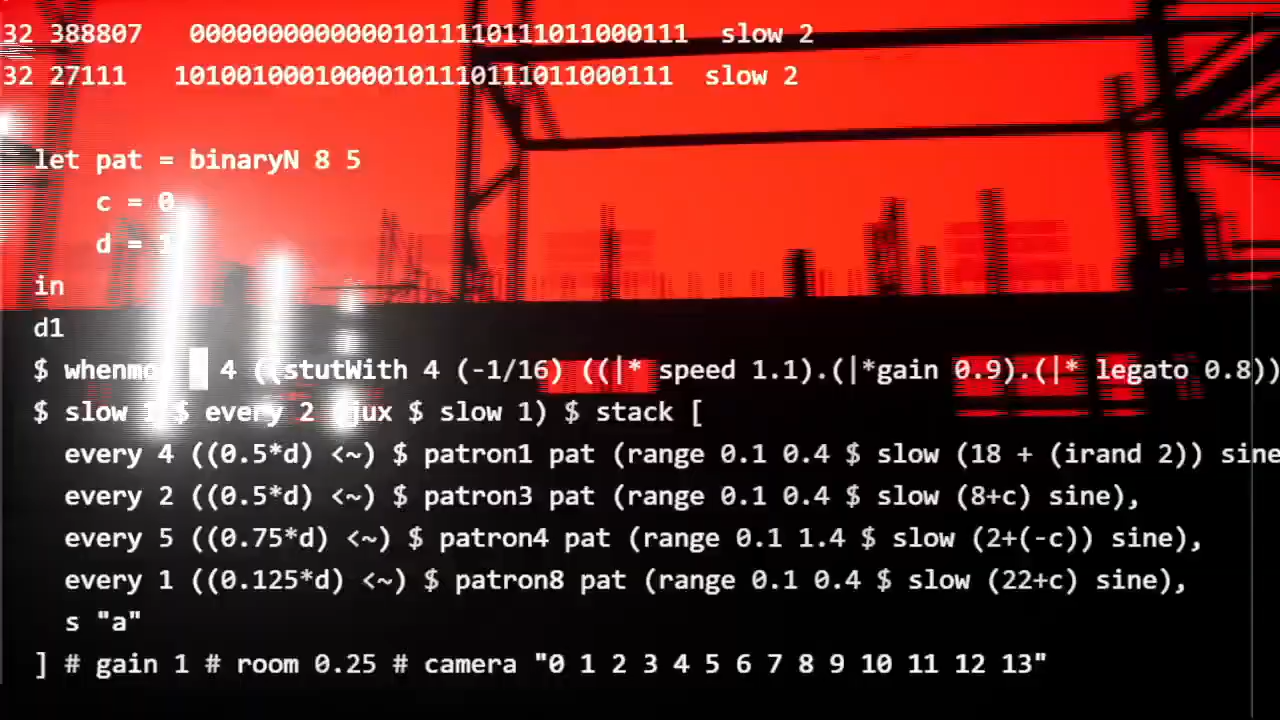 32 388807   00000000000001011110111011000111  slow 2
32 27111   10100100010000101110111011000111  slow 2
let pat = binaryN 8 5
c = 0
d = 1
in
d1
$ whenmod 4 ((stutWith 4 (-1/16) ((|* speed 1.1).(|*gain 0.9).(|* legato 0.8))
$ slow $ every 2 (jux $ slow 1) $ stack [
every 4 ((0.5*d) <~) $ patron1 pat (range 0.1 0.4 $ slow (18 + (irand 2)) sine
every 2 ((0.5*d) <~) $ patron3 pat (range 0.1 0.4 $ slow (8+c) sine),
every 5 ((0.75*d) <~) $ patron4 pat (range 0.1 1.4 $ slow (2+(-c)) sine),
every 1 ((0.125*d) <~) $ patron8 pat (range 0.1 0.4 $ slow (22+c) sine),
s "a"
] # gain 1 # room 0.25 # camera "0 1 2 3 4 5 6 7 8 9 10 11 12 13"